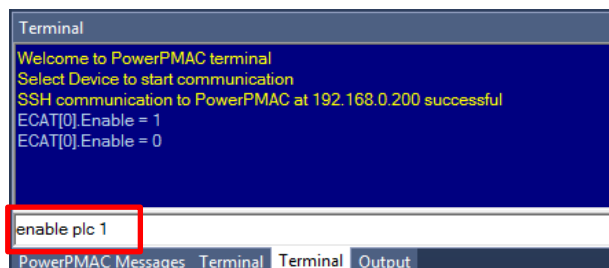 Terminal
Welcome to PowerPMAC terminal
Select Device to start communication
SSH communication to PowerPMAC at 192.168.0.200 successful
ECAT[0].Enable = 1
ECAT[0].Enable = 0
enable plc 1
PowerPMAC Messages Terminal Terminal Output